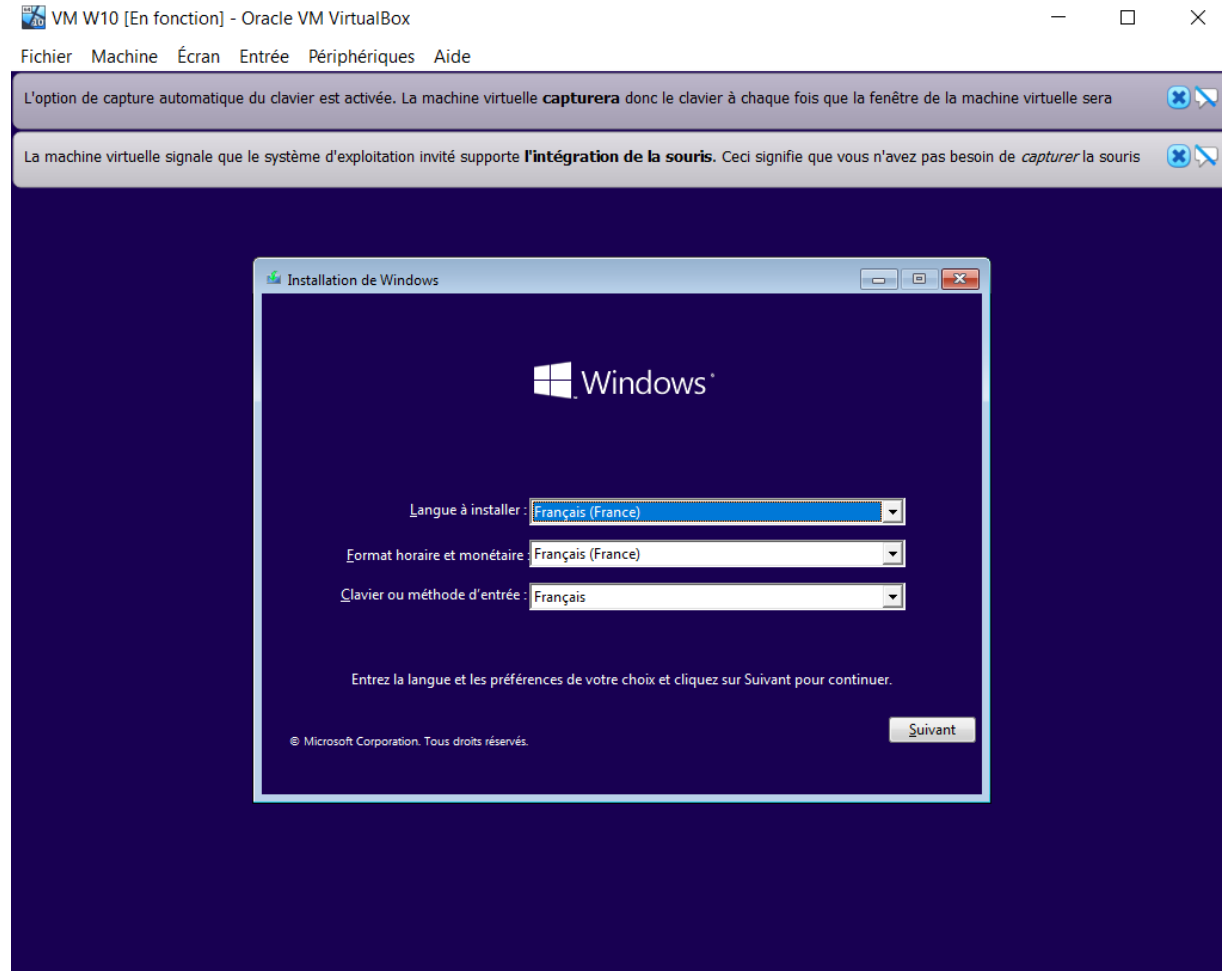 VM W10 [En fonction] - Oracle VM VirtualBox
Fichier Machine Écran Entrée Périphériques Aide
L'option de capture automatique du clavier est activée. La machine virtuelle capturera donc le clavier à chaque fois que la fenêtre de la machine virtuelle sera
La machine virtuelle signale que le système d'exploitation invité supporte l'intégration de la souris. Ceci signifie que vous n'avez pas besoin de capturer la souris
Installation de Windows
Windows
Langue à installer : Français (France)
Format horaire et monétaire : Français (France)
Clavier ou méthode d'entrée : Français
Entrez la langue et les préférences de votre choix et cliquez sur Suivant pour continuer.
Suivant
© Microsoft Corporation. Tous droits réservés.